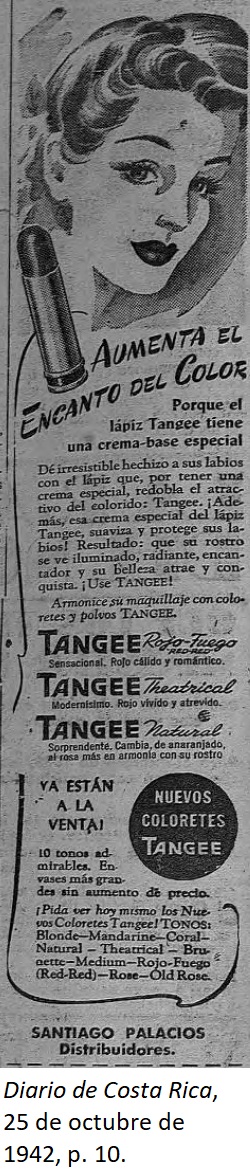 AUMENTA EL
ENCANTO DEL COLOR
Porque el
lápiz Tangee tiene
una crema-base especial
Dé irresistible hechizo a sus labios
con el lápiz que, por tener una
crema especial, redobla el atrac-
tivo del colorido: Tangee. ¡Ade-
más, esa crema especial del lápiz
Tangee, suaviza y protege sus la-
bios! Resultado: que su rostro
se ve iluminado, radiante, encan-
tador y su belleza atrae y con-
quista. ¡Use TANGEE!
Armonice su maquillaje con colo-
retes y polvos TANGEE.
TANGEE Rojo-Fuego
RED-RED
Sensacional. Rojo cálido y romántico.
TANGEE Theatrical
Modernísimo. Rojo vívido y atrevido.
TANGEE Natural
Sorprendente. Cambia, de anaranjado,
al rosa más en armonía con su rostro
YA ESTÁN
A LA
VENTA!
NUEVOS
COLORETES
TANGEE
10 tonos ad-
mirables. En-
vases más gran-
des sin aumento de precio.
¡Pida ver hoy mismo los Nue-
vos Coloretes Tangee! TONOS:
Blonde—Mandarine—Coral—
Natural — Theatrical — Bru-
nette—Medium—Rojo-Fuego
(Red-Red)—Rose—Old Rose.
SANTIAGO PALACIOS
Distribuidores.
Diario de Costa Rica,
25 de octubre de
1942, p. 10.